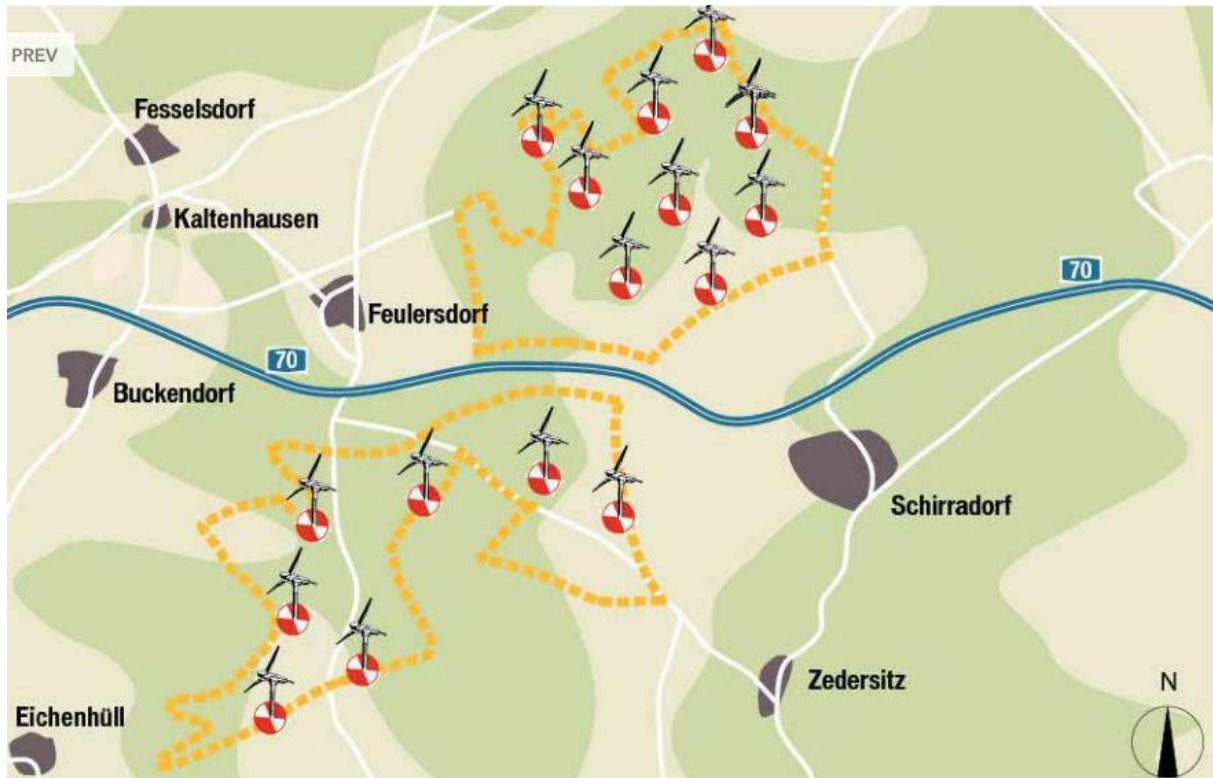 PREV
Fesselsdorf
Kaltenhausen
Feulersdorf
70
70
Buckendorf
Schirradorf
Zedersitz
N
Eichenhüll